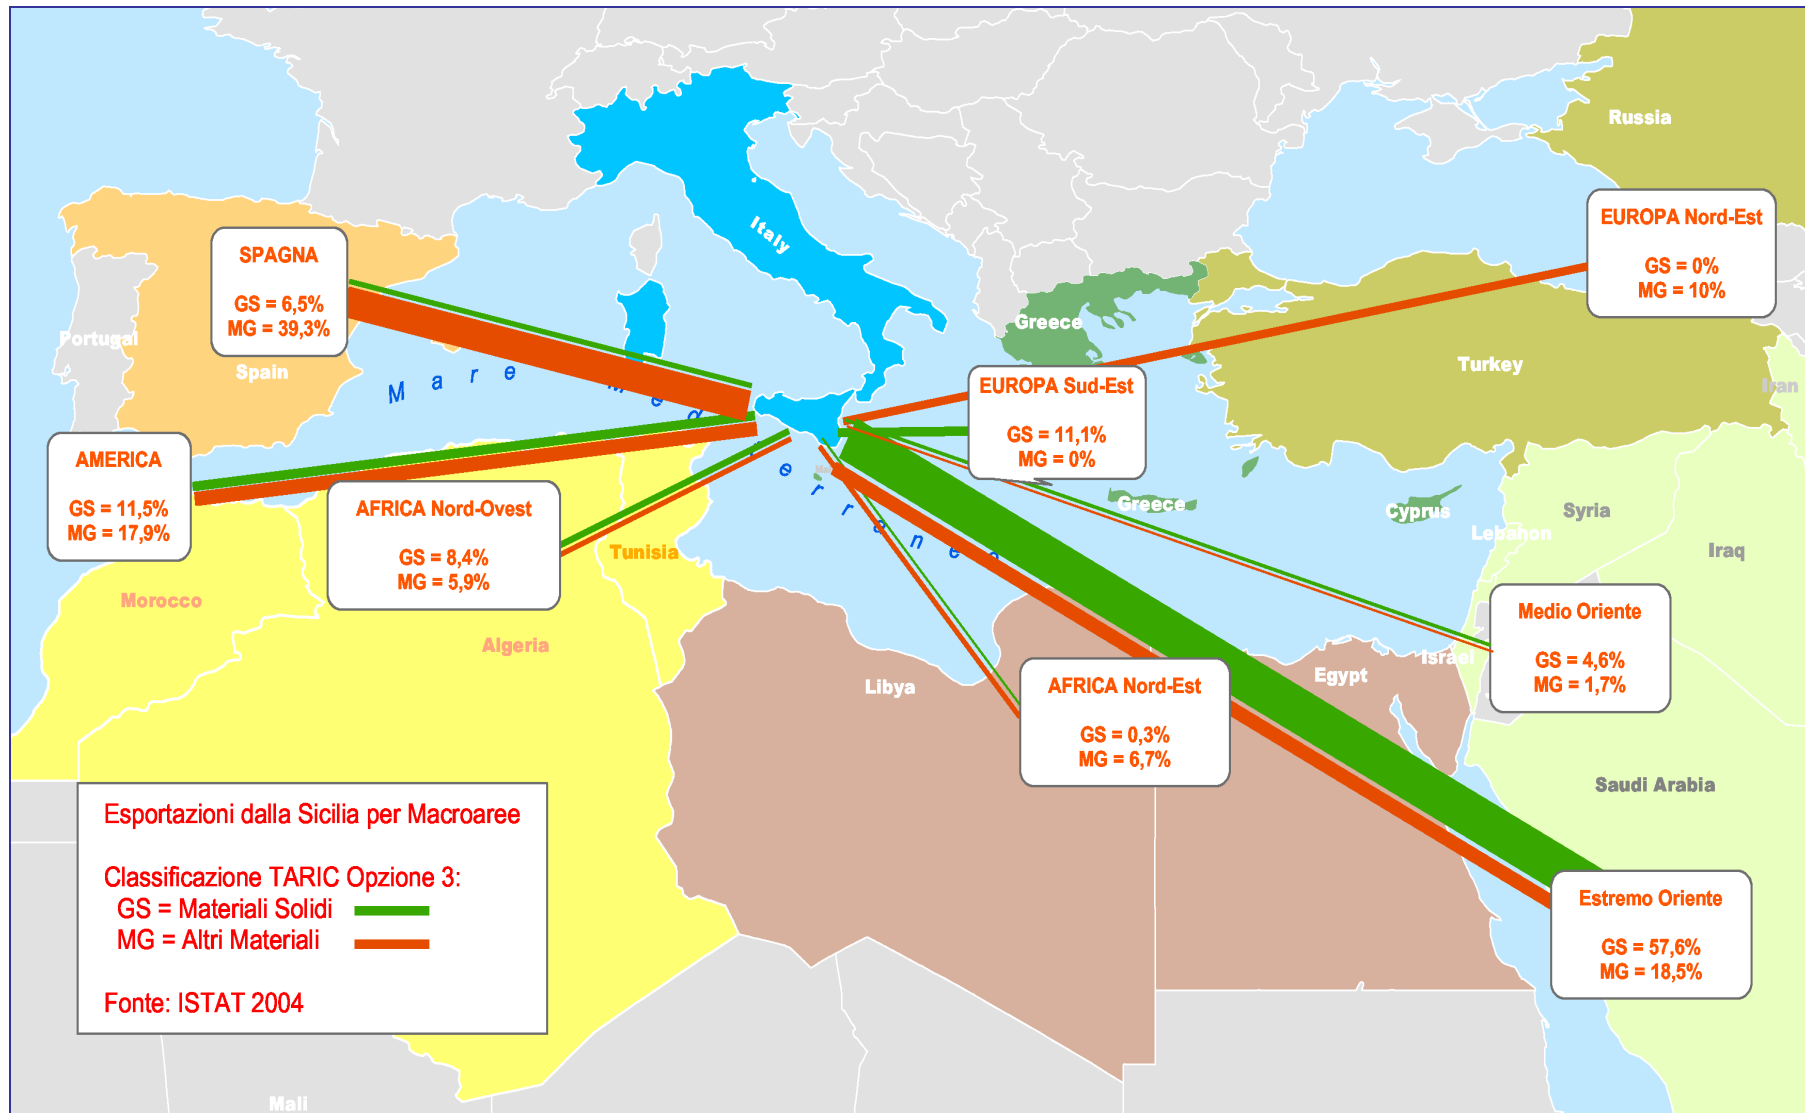 Russia
EUROPA Nord-Est
GS = 0%
MG = 10%
Italy
SPAGNA
GS = 6,5%
MG = 39,3%
Portugal
Spain
Greece
Turkey
Iran
EUROPA Sud-Est
GS = 11,1%
MG = 0%
AMERICA
GS = 11,5%
MG = 17,9%
AFRICA Nord-Ovest
GS = 8,4%
MG = 5,9%
Mare
Greece
Cyprus
Syria
Lebanon
Iraq
Tunisia
Morocco
Algeria
Medio Oriente
GS = 4,6%
MG = 1,7%
Israel
Egypt
Libya
AFRICA Nord-Est
GS = 0,3%
MG = 6,7%
Saudi Arabia
Esportazioni dalla Sicilia per Macroaree
Classificazione TARIC Opzione 3:
GS = Materiali Solidi
MG = Altri Materiali
Fonte: ISTAT 2004
Estremo Oriente
GS = 57,6%
MG = 18,5%
Mali